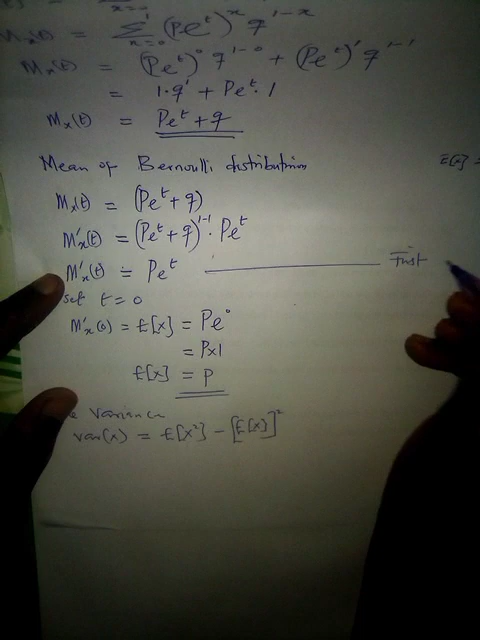 Mx(t) = Σ (Pe^t)^x q^1-x
x=0
Mx(t) = (Pe^t)^0 q^1-0 + (Pe^t)^1 q^1-1
= 1·q^1 + Pe^t·1
Mx(t) = Pe^t + q
Mean of Bernoulli distribution
E[x] =
Mx(t) = (Pe^t + q)
M'x(t) = (Pe^t + q)^1-1 · Pe^t
M'x(t) = Pe^t First
set t = 0
M'x(0) = E[x] = Pe^0
= P×1
E[x] = P
variance
var(x) = E[x^2] - [E[x]]^2